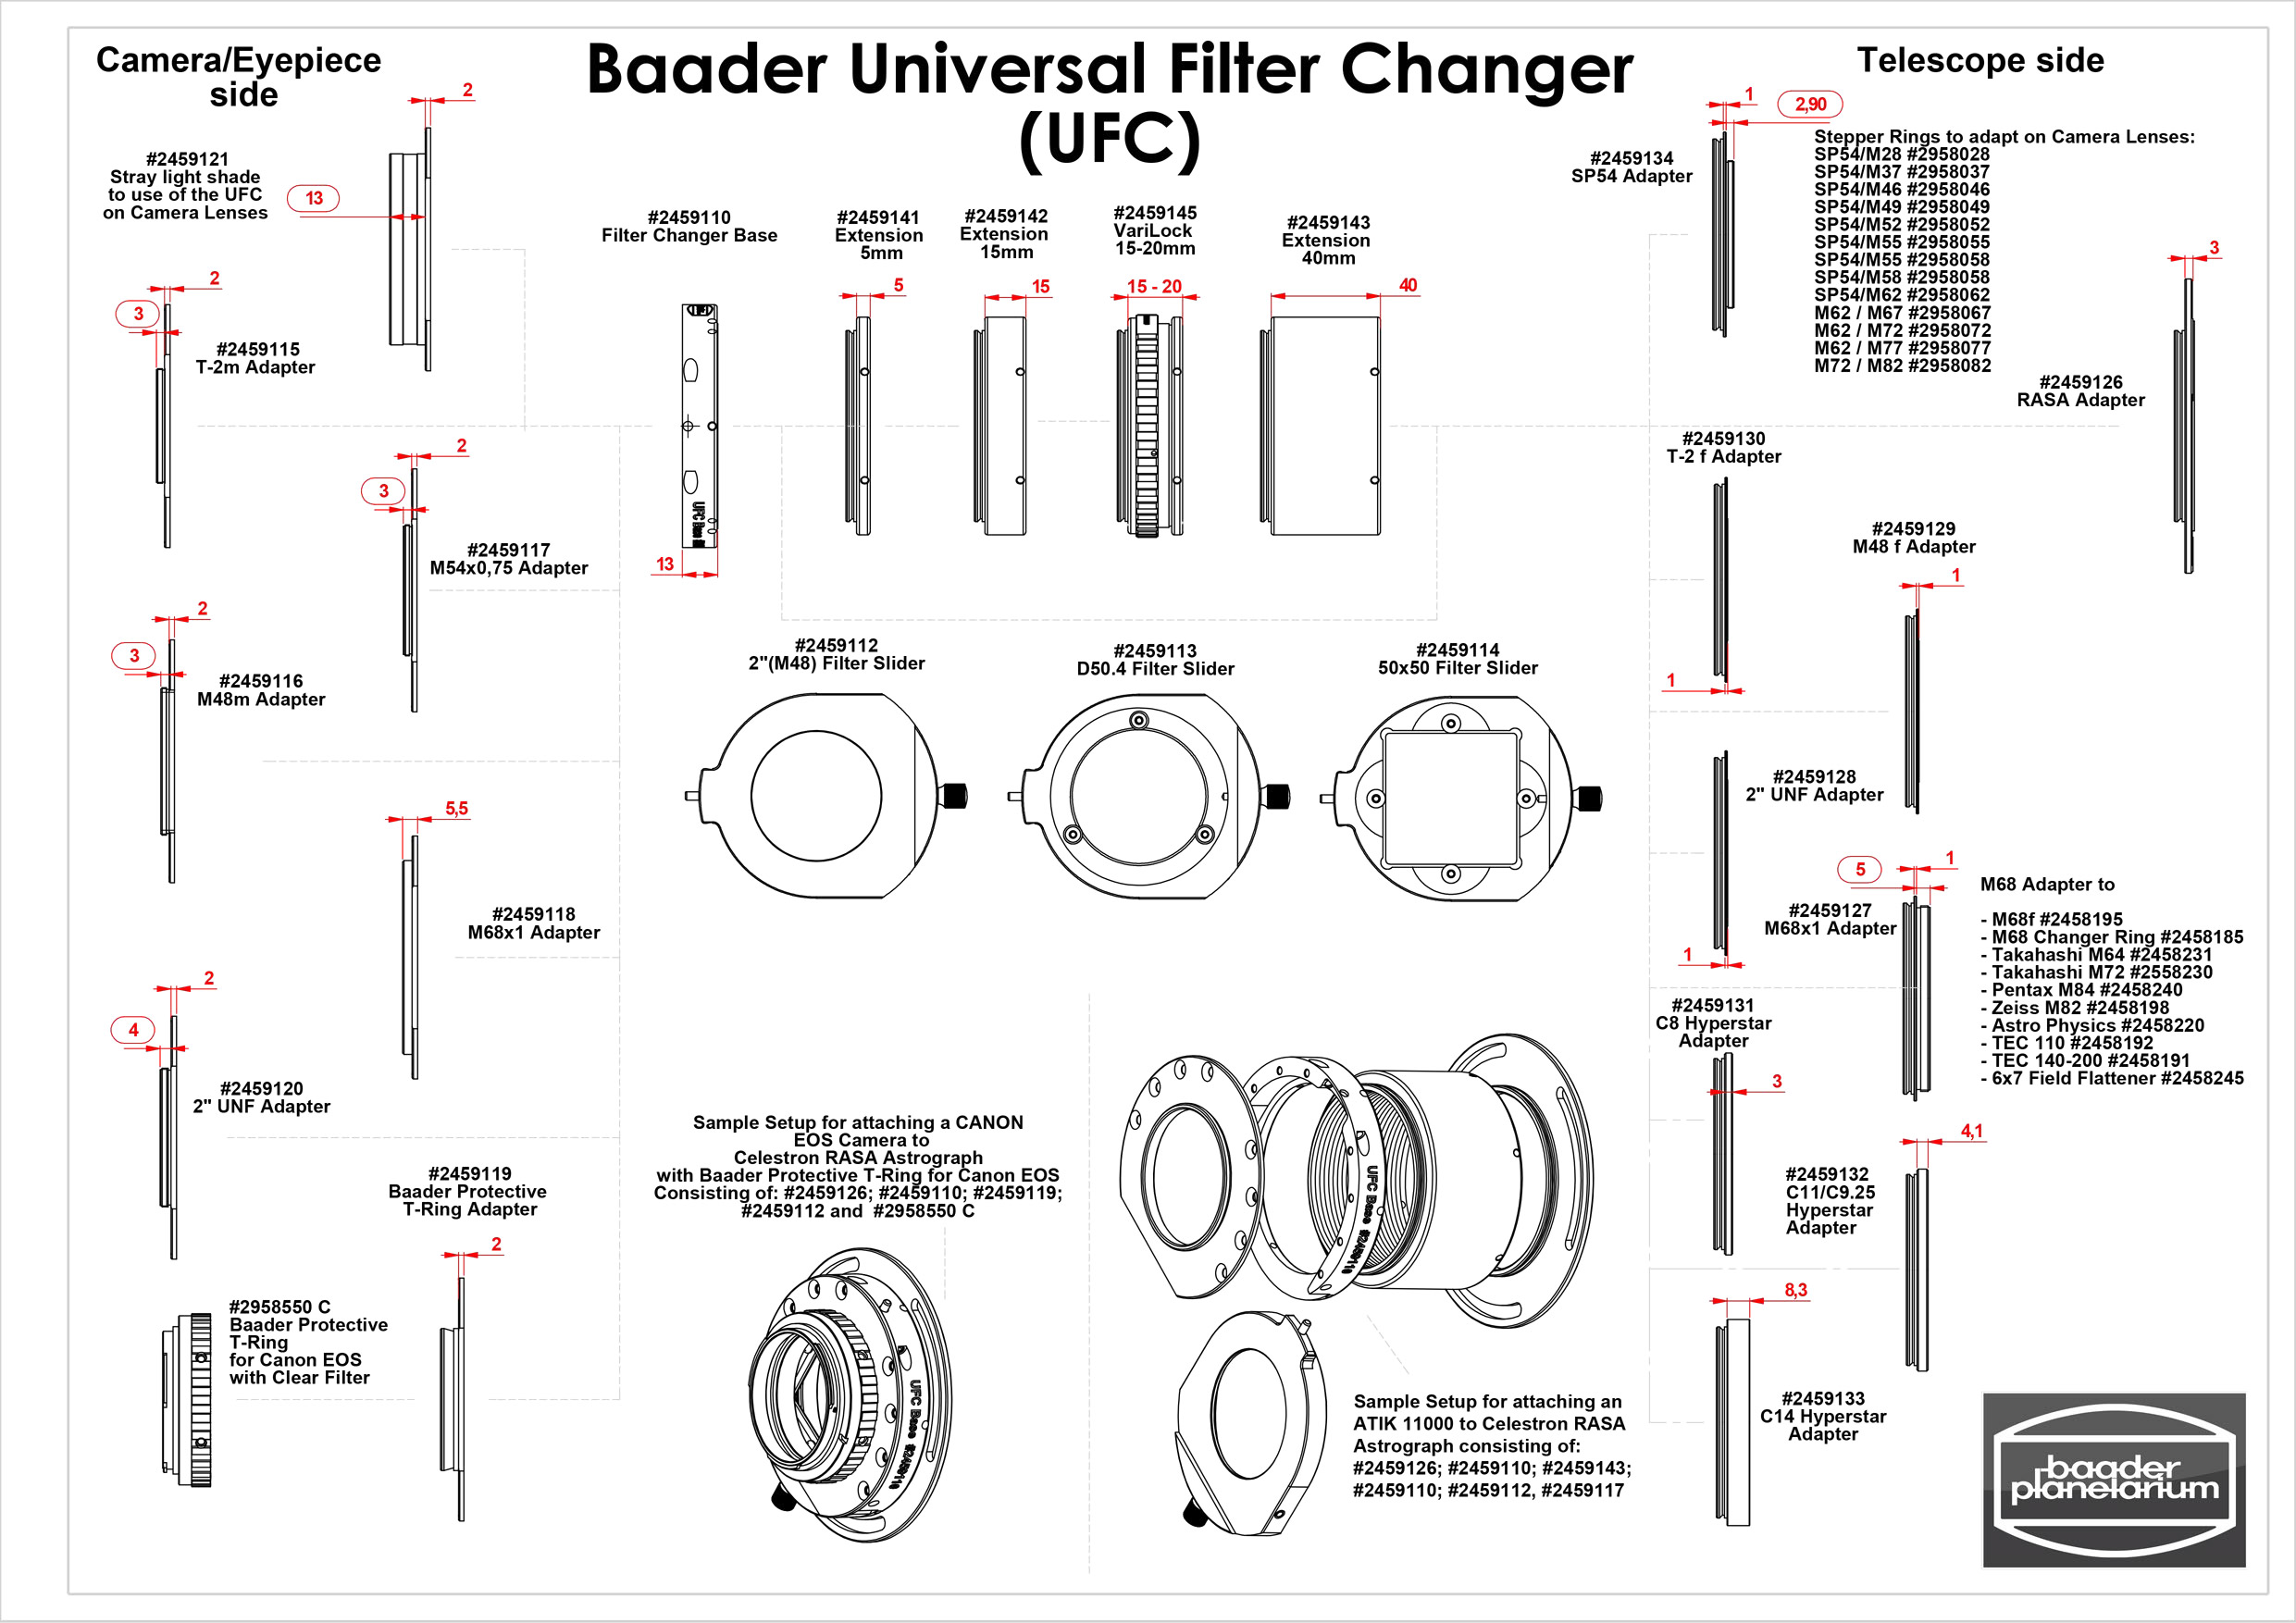 Baader Universal Filter Changer
(UFC)
Camera/Eyepiece
side
Telescope side
2
#2459121
Stray light shade
to use of the UFC
on Camera Lenses
13
2
3
#2459115
T-2m Adapter
2
3
#2459117
M54x0,75 Adapter
2
3
#2459116
M48m Adapter
5,5
#2459118
M68x1 Adapter
2
4
#2459120
2" UNF Adapter
#2459119
Baader Protective
T-Ring Adapter
2
#2958550 C
Baader Protective
T-Ring
for Canon EOS
with Clear Filter
#2459110
Filter Changer Base
UFC Base
13
#2459141
Extension
5mm
5
#2459142
Extension
15mm
15
#2459145
VariLock
15-20mm
15 - 20
#2459143
Extension
40mm
40
#2459112
2"(M48) Filter Slider
#2459113
D50.4 Filter Slider
#2459114
50x50 Filter Slider
Sample Setup for attaching a CANON
EOS Camera to
Celestron RASA Astrograph
with Baader Protective T-Ring for Canon EOS
Consisting of: #2459126; #2459110; #2459119;
#2459112 and #2958550 C
UFC Base #2459110
UFC Base #2459110
Sample Setup for attaching an
ATIK 11000 to Celestron RASA
Astrograph consisting of:
#2459126; #2459110; #2459143;
#2459110; #2459112, #2459117
1
2,90
#2459134
SP54 Adapter
Stepper Rings to adapt on Camera Lenses:
SP54/M28 #2958028
SP54/M37 #2958037
SP54/M46 #2958046
SP54/M49 #2958049
SP54/M52 #2958052
SP54/M55 #2958055
SP54/M55 #2958058
SP54/M58 #2958058
SP54/M62 #2958062
M62 / M67 #2958067
M62 / M72 #2958072
M62 / M77 #2958077
M72 / M82 #2958082
3
#2459126
RASA Adapter
#2459130
T-2 f Adapter
1
#2459129
M48 f Adapter
1
#2459128
2" UNF Adapter
1
5
1
#2459127
M68x1 Adapter
M68 Adapter to
- M68f #2458195
- M68 Changer Ring #2458185
- Takahashi M64 #2458231
- Takahashi M72 #2558230
- Pentax M84 #2458240
- Zeiss M82 #2458198
- Astro Physics #2458220
- TEC 110 #2458192
- TEC 140-200 #2458191
- 6x7 Field Flattener #2458245
#2459131
C8 Hyperstar
Adapter
3
4,1
#2459132
C11/C9.25
Hyperstar
Adapter
8,3
#2459133
C14 Hyperstar
Adapter
baader
planetarium